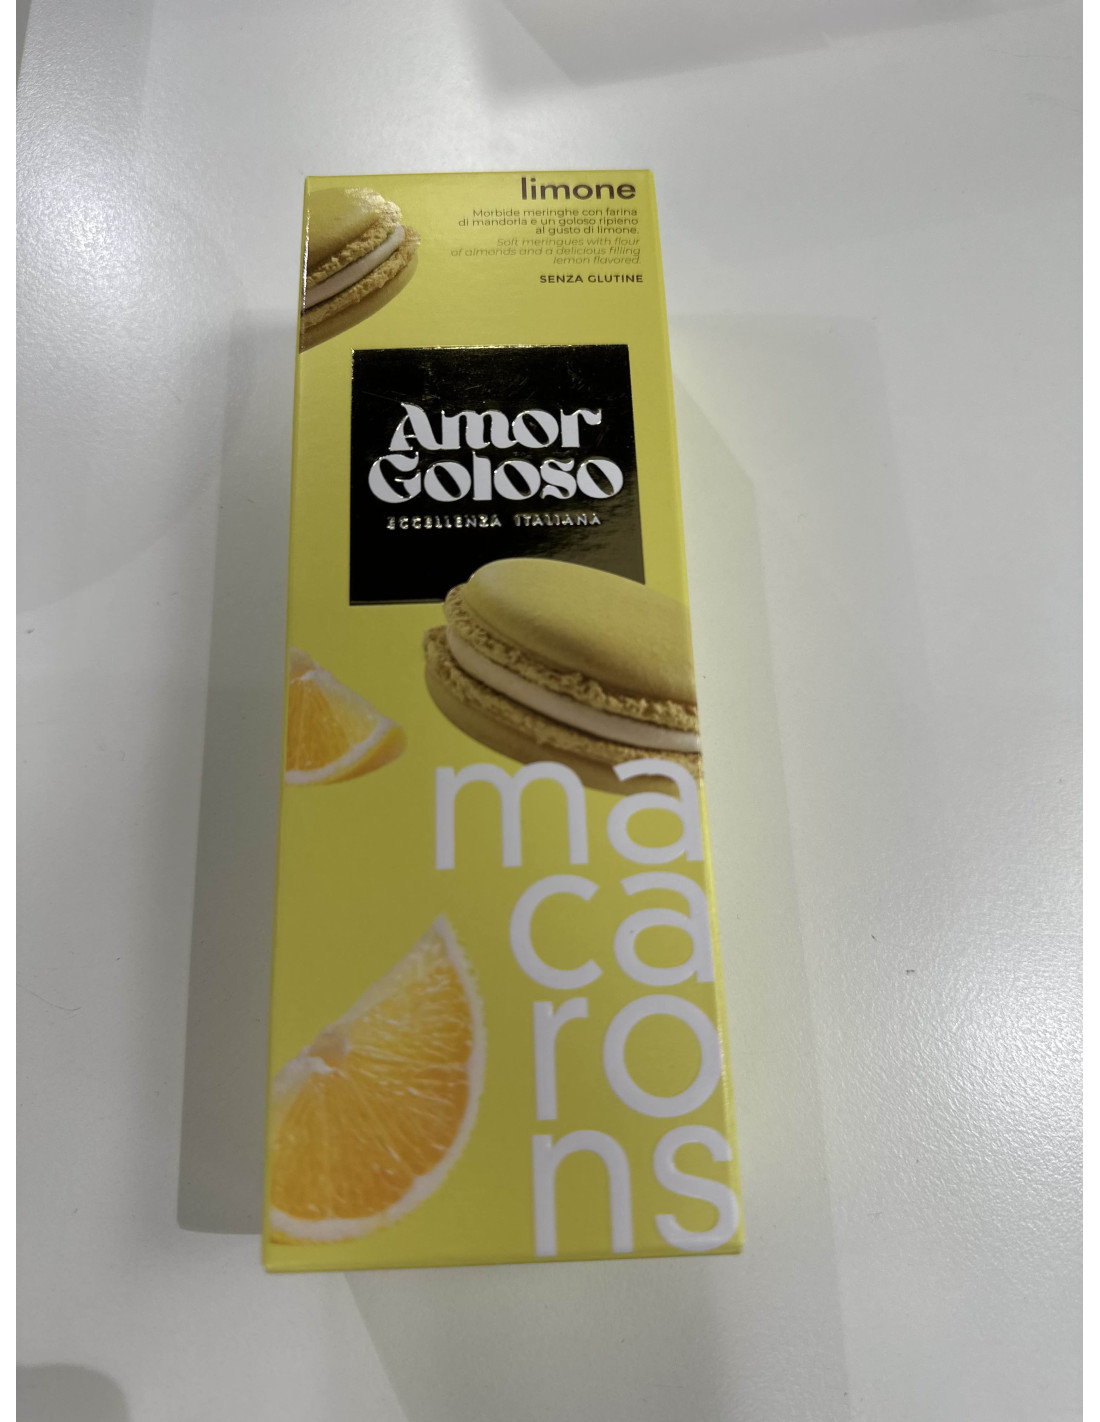 limone
Morbide meringhe con farina
di mandorla e un goloso ripieno
al gusto di limone.
Soft meringues with flour
of almonds and a delicious filling
lemon flavored.
SENZA GLUTINE
Amor
Goloso
ECCELLENZA ITALIANA
ma
ca
ro
ns